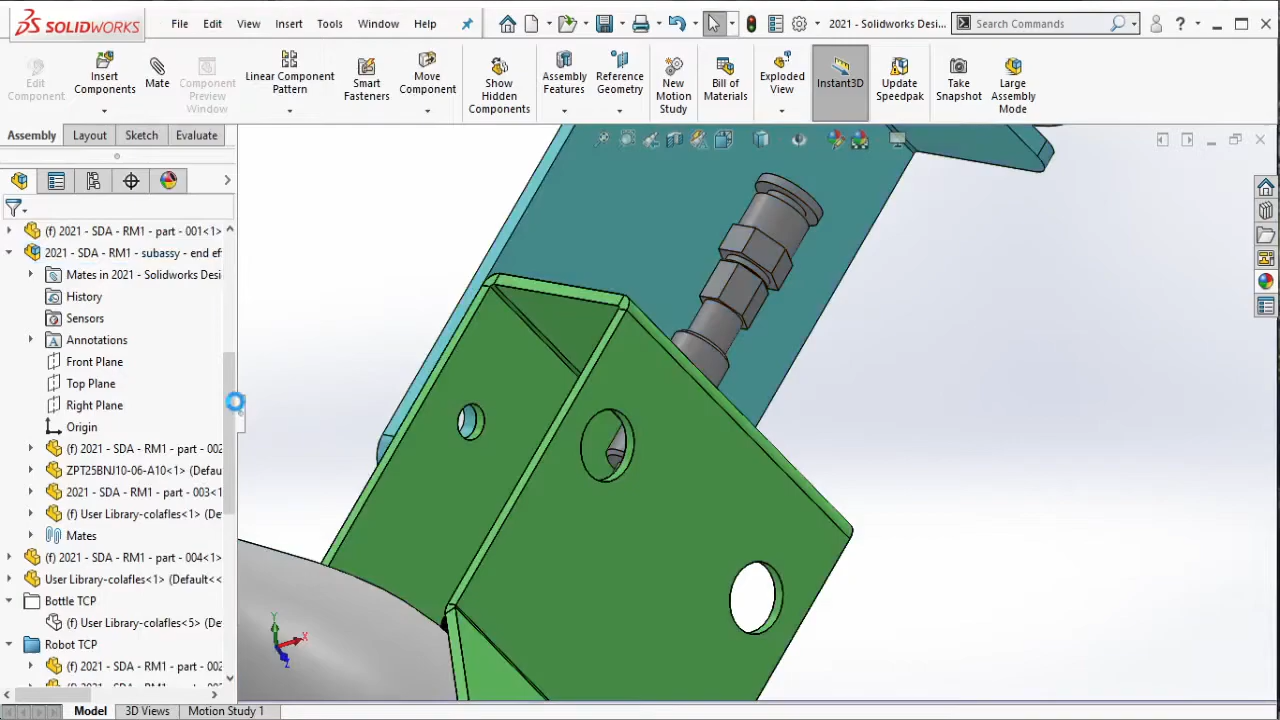 SOLIDWORKS File Edit View Insert Tools Window Help 2021 - Solidworks Desi... Search Commands
Edit Component
Insert Components
Mate
Component Preview Window
Linear Component Pattern
Smart Fasteners
Move Component
Show Hidden Components
Assembly Features
Reference Geometry
New Motion Study
Bill of Materials
Exploded View
Instant3D
Update Speedpak
Take Snapshot
Large Assembly Mode
Assembly Layout Sketch Evaluate
(f) 2021 - SDA - RM1 - part - 001<1>
2021 - SDA - RM1 - subassy - end ef
Mates in 2021 - Solidworks Desi
History
Sensors
Annotations
Front Plane
Top Plane
Right Plane
Origin
(f) 2021 - SDA - RM1 - part - 002
ZPT25BNJ10-06-A10<1> (Defau
2021 - SDA - RM1 - part - 003<1
(f) User Library-colafles<1> (De
Mates
(f) 2021 - SDA - RM1 - part - 004<1>
User Library-colafles<1> (Default<<
Bottle TCP
(f) User Library-colafles<5> (De
Robot TCP
(f) 2021 - SDA - RM1 - part - 002
Y
X
Z
Model 3D Views Motion Study 1